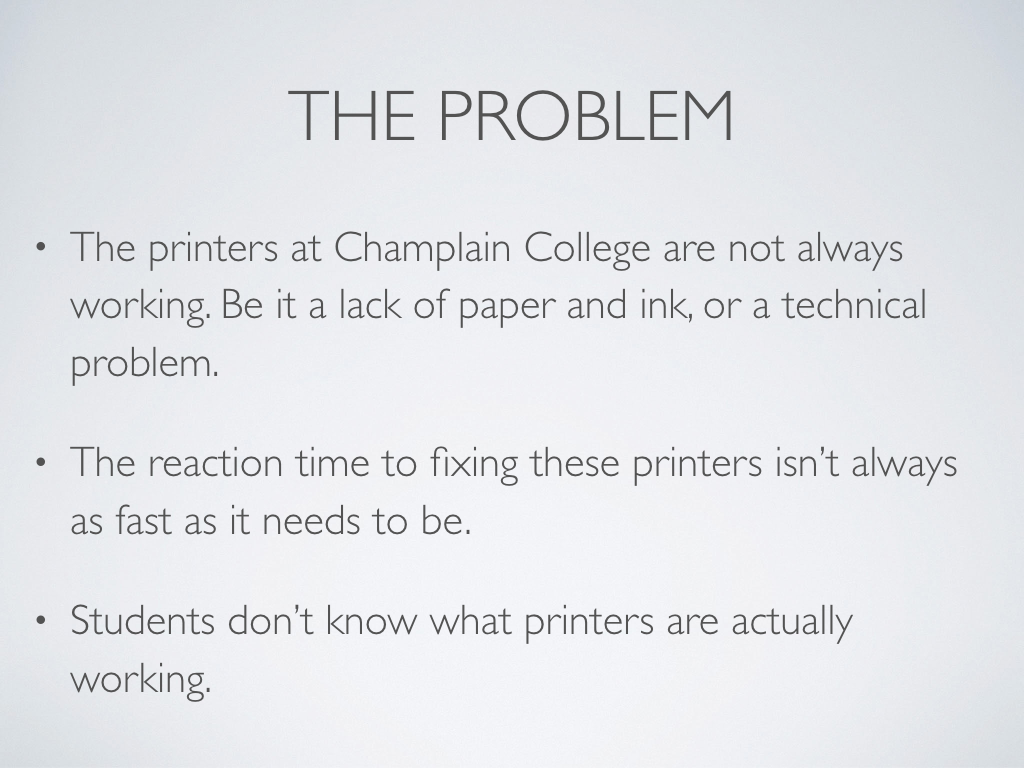 THE PROBLEM
• The printers at Champlain College are not always
working. Be it a lack of paper and ink, or a technical
problem.
• The reaction time to fixing these printers isn’t always
as fast as it needs to be.
• Students don’t know what printers are actually
working.